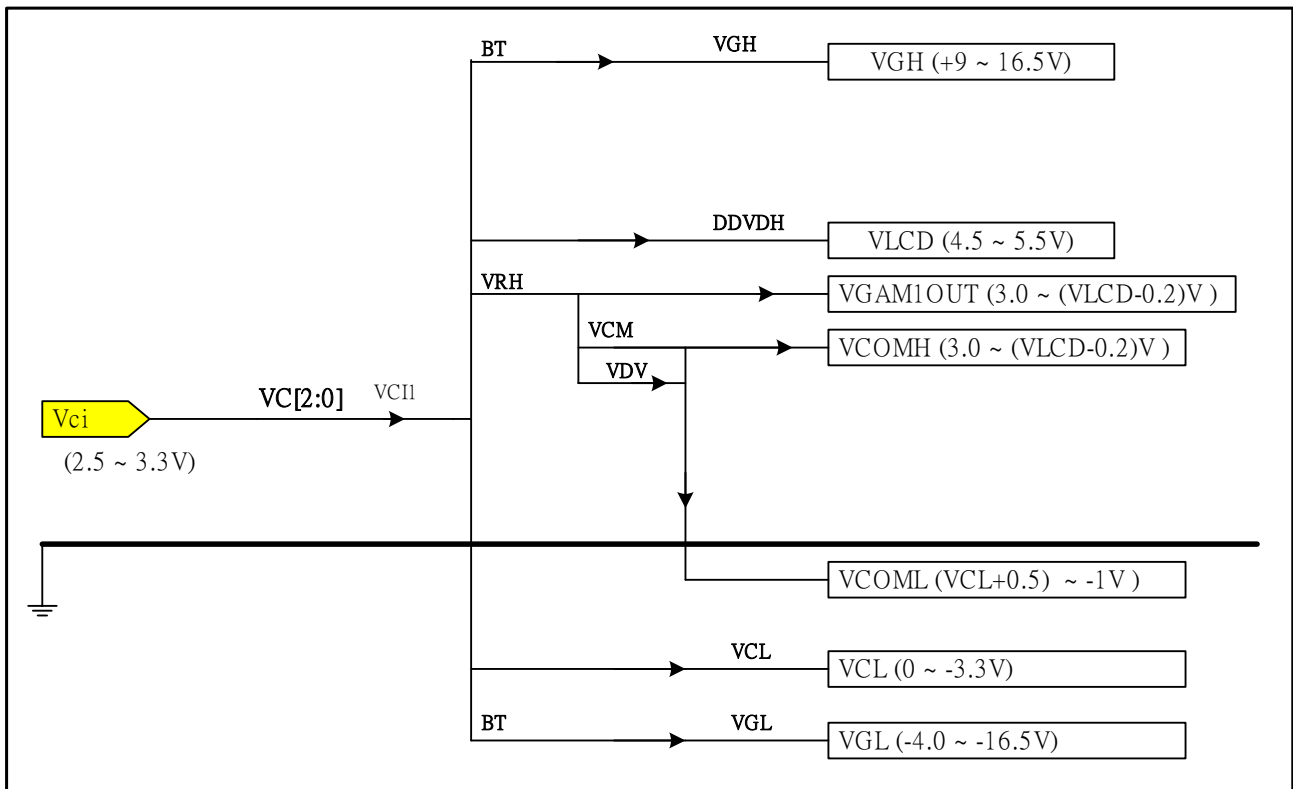 BT
VGH
VGH (+9 ~ 16.5V)
DDVDH
VLCD (4.5 ~ 5.5V)
VRH
VGAM1OUT (3.0 ~ (VLCD-0.2)V )
VCM
VCOMH (3.0 ~ (VLCD-0.2)V )
VDV
VC[2:0]
VCI1
Vci
(2.5 ~ 3.3V)
VCOML (VCL+0.5) ~ -1V )
VCL
VCL (0 ~ -3.3V)
BT
VGL
VGL (-4.0 ~ -16.5V)